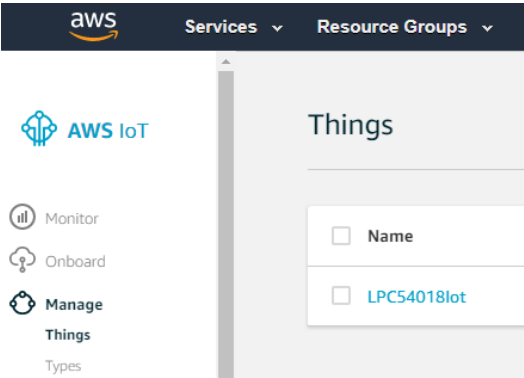 aws Services Resource Groups
AWS IoT
Things
Monitor
Name
Onboard
LPC54018Iot
Manage
Things
Types